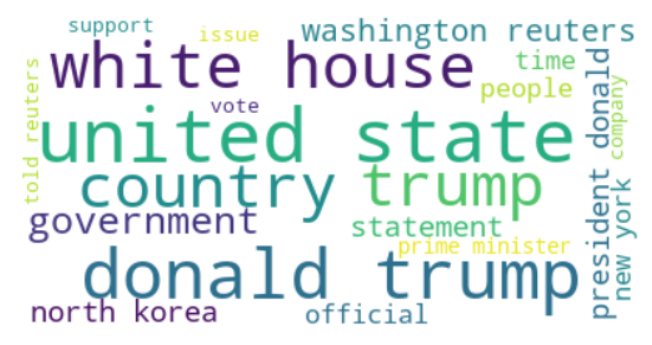 support
issue
washington reuters
white house
time
people
vote
told reuters
united state
president donald
company
country
trump
government
statement
new york
prime minister
donald trump
north korea
official